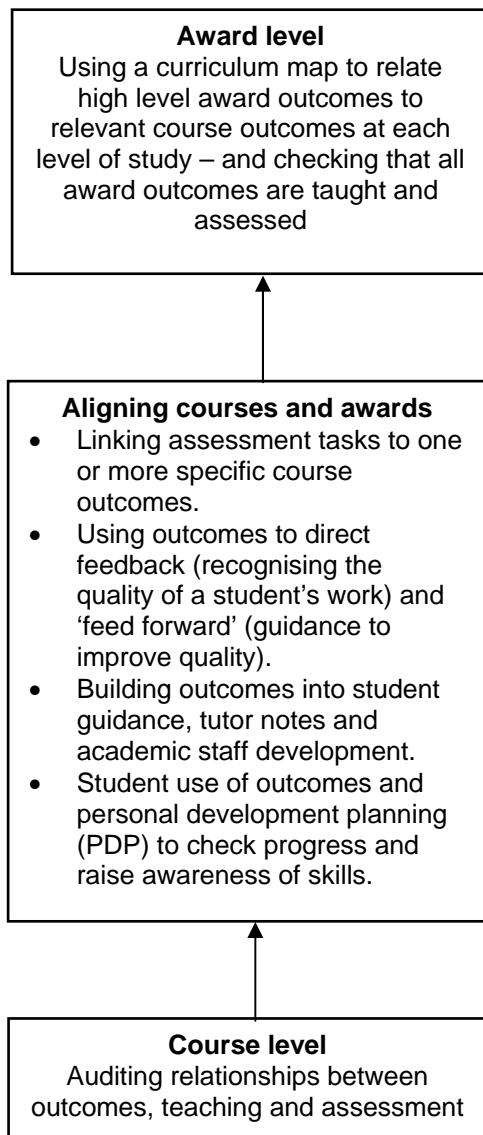 Award level
Using a curriculum map to relate
high level award outcomes to
relevant course outcomes at each
level of study – and checking that all
award outcomes are taught and
assessed
Aligning courses and awards
• Linking assessment tasks to one
or more specific course
outcomes.
• Using outcomes to direct
feedback (recognising the
quality of a student’s work) and
‘feed forward’ (guidance to
improve quality).
• Building outcomes into student
guidance, tutor notes and
academic staff development.
• Student use of outcomes and
personal development planning
(PDP) to check progress and
raise awareness of skills.
Course level
Auditing relationships between
outcomes, teaching and assessment